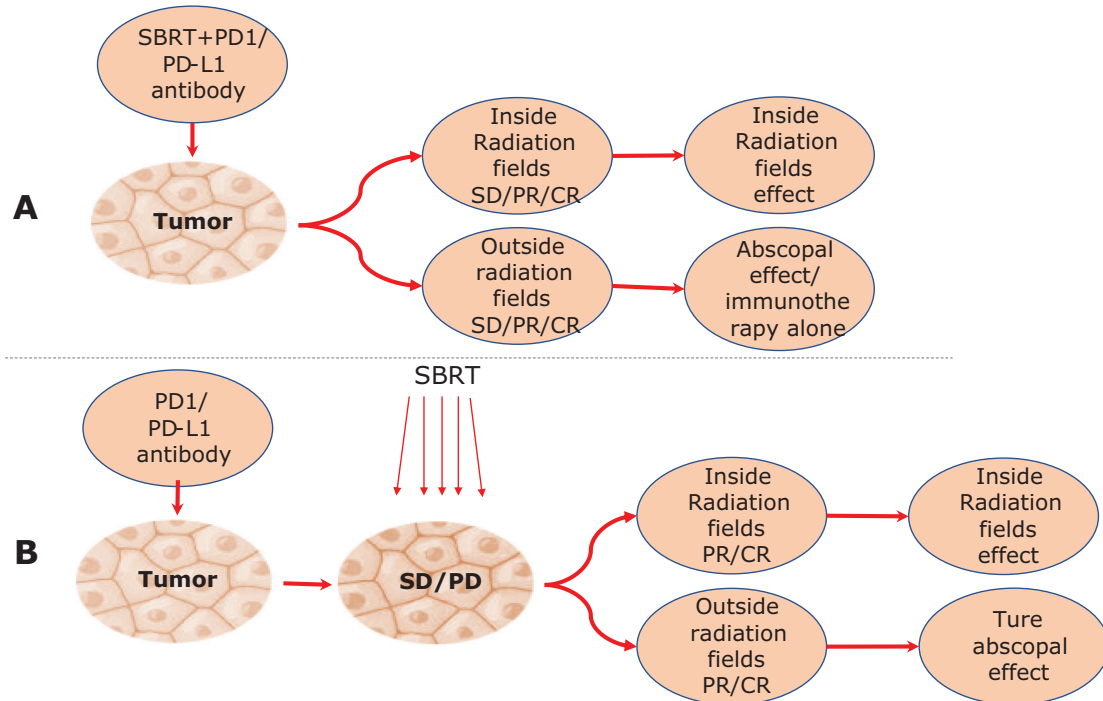 SBRT+PD1/
PD-L1
antibody
A
Tumor
Inside
Radiation
fields
SD/PR/CR
Inside
Radiation
fields
effect
Outside
radiation
fields
SD/PR/CR
Abscopal
effect/
immunothe
rapy alone
B
PD1/
PD-L1
antibody
SBRT
Tumor
SD/PD
Inside
Radiation
fields
PR/CR
Inside
Radiation
fields
effect
Outside
radiation
fields
PR/CR
Ture
abscopal
effect